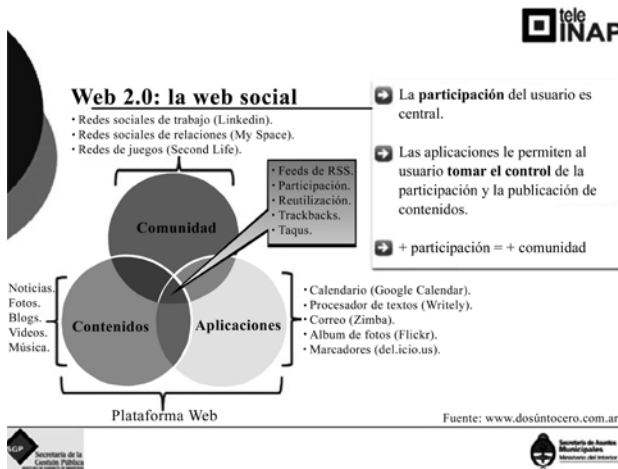 tele
INAP
Web 2.0: la web social
· Redes sociales de trabajo (Linkedin).
· Redes sociales de relaciones (My Space).
· Redes de juegos (Second Life).
La participación del usuario es
central.
Las aplicaciones le permiten al
usuario tomar el control de la
participación y la publicación de
contenidos.
+ participación = + comunidad
· Feeds de RSS.
· Participación.
· Reutilización.
· Trackbacks.
· Taqus.
Comunidad
Contenidos
Aplicaciones
Noticias.
Fotos.
Blogs.
Videos.
Música.
· Calendario (Google Calendar).
· Procesador de textos (Writely).
· Correo (Zimba).
· Album de fotos (Flickr).
· Marcadores (del.icio.us).
Plataforma Web
Fuente: www.dosúntocero.com.ar
SGP
Secretaría de la
Gestión Pública
Secretaría de Asuntos
Municipales
Ministerio del Interior